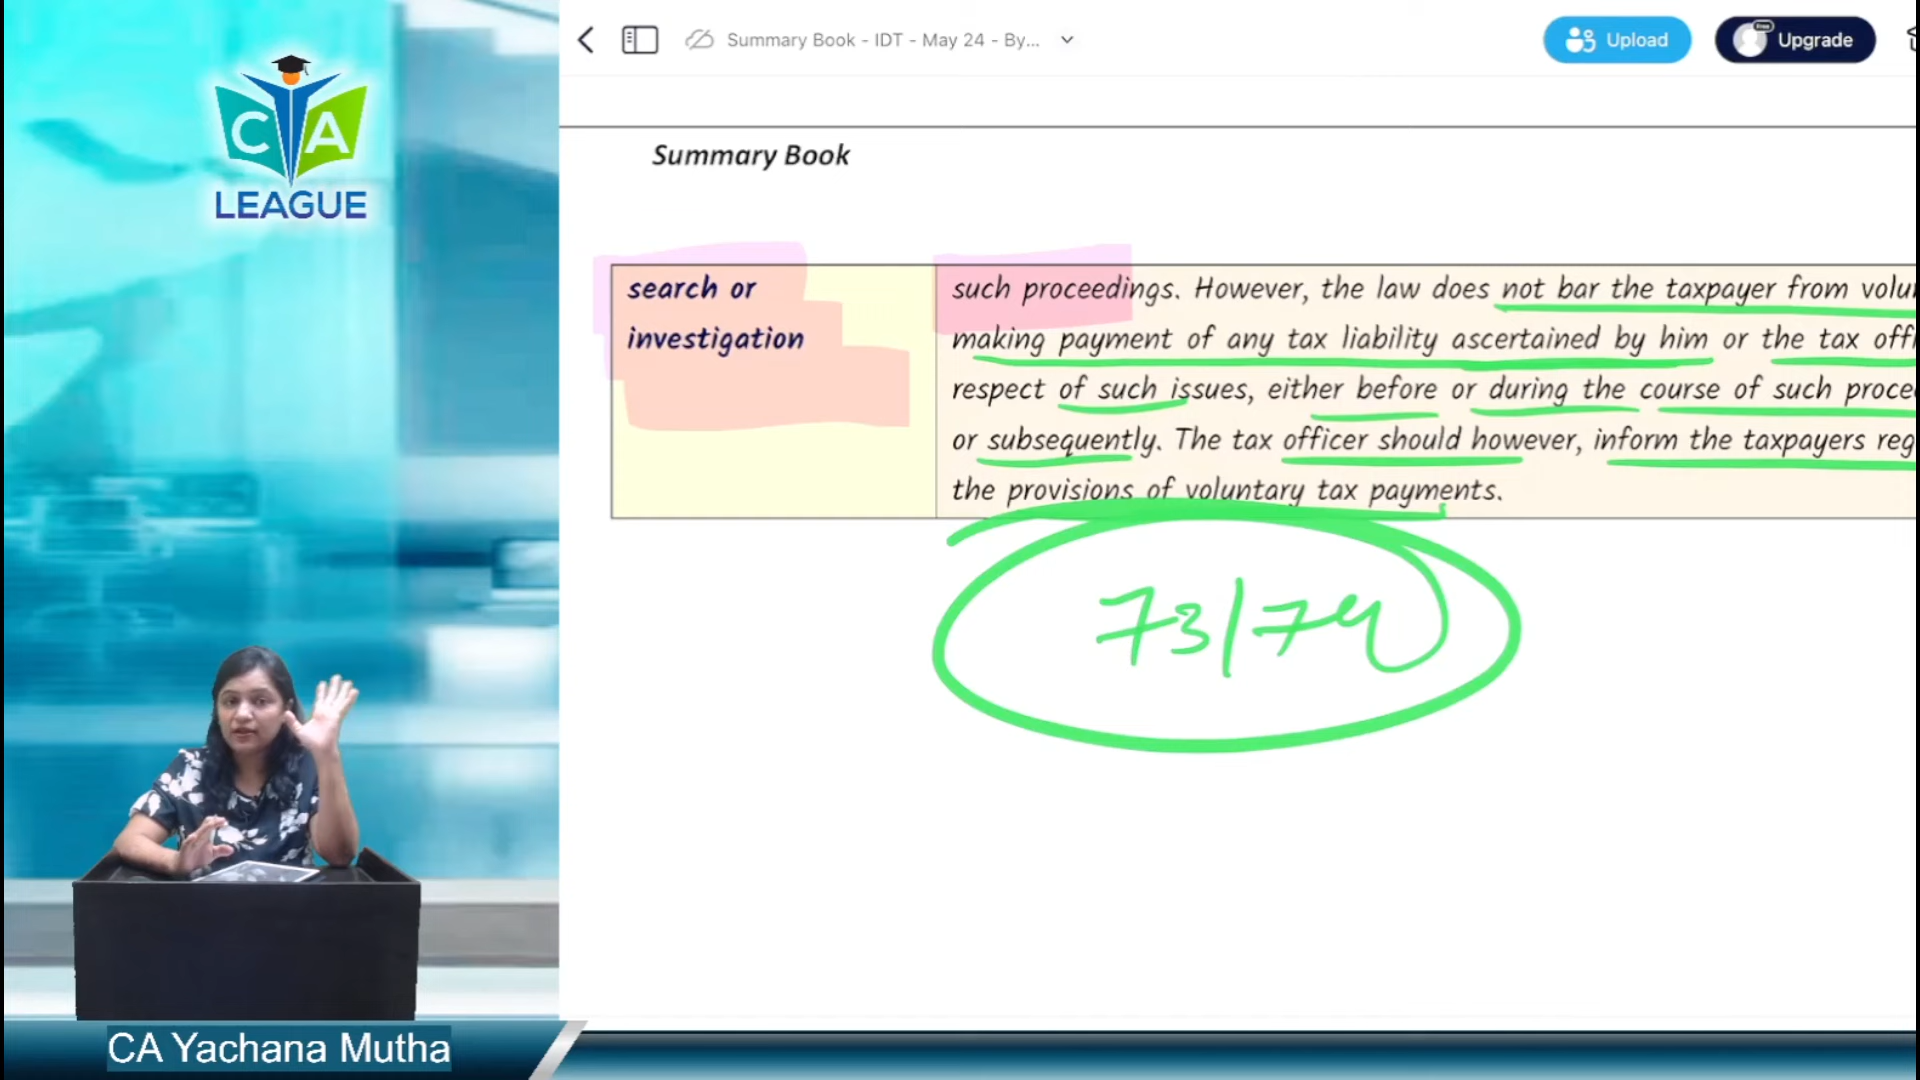 C A
LEAGUE
Summary Book - IDT - May 24 - By...
Upload
Upgrade
Summary Book
search or
investigation
such proceedings. However, the law does not bar the taxpayer from volu
making payment of any tax liability ascertained by him or the tax offi
respect of such issues, either before or during the course of such proce
or subsequently. The tax officer should however, inform the taxpayers reg
the provisions of voluntary tax payments.
73/74
CA Yachana Mutha